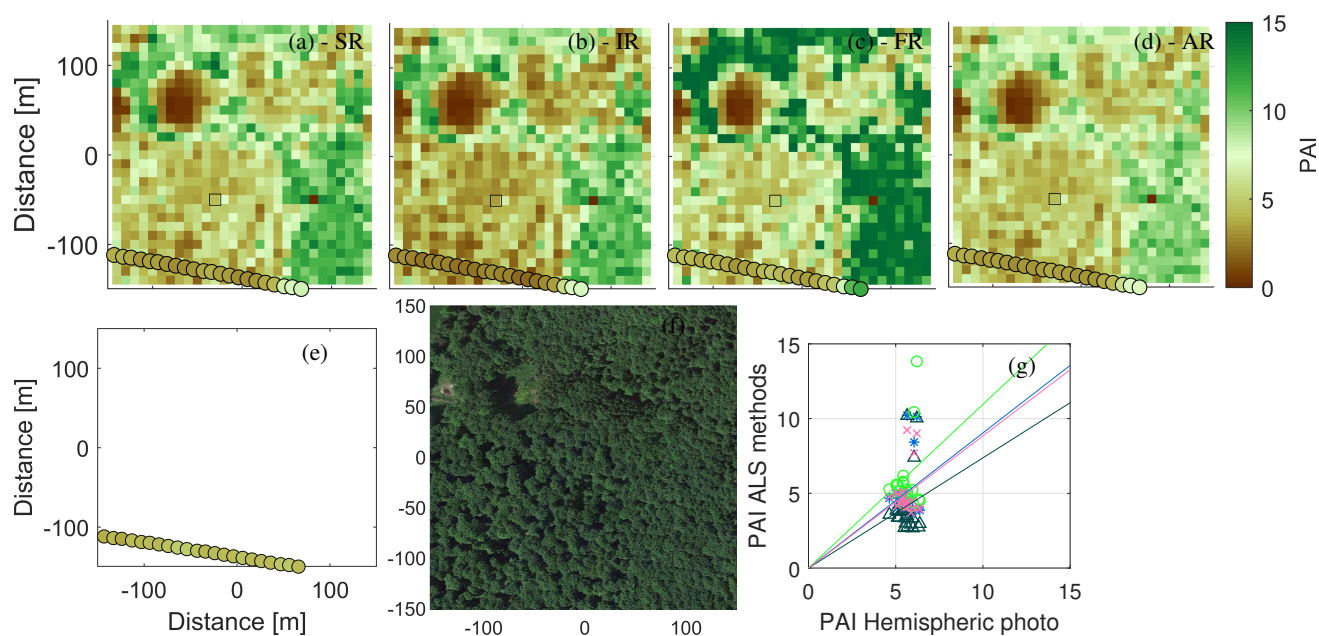 (a) - SR
(b) - IR
(c) - FR
(d) - AR
15
10
5
0
PAI
Distance [m]
100
0
-100
(e)
Distance [m]
100
0
-100
-100
0
100
Distance [m]
(f)
150
100
50
0
-50
-100
-150
-100
0
100
(g)
PAI ALS methods
15
10
5
0
0
5
10
15
PAI Hemispheric photo